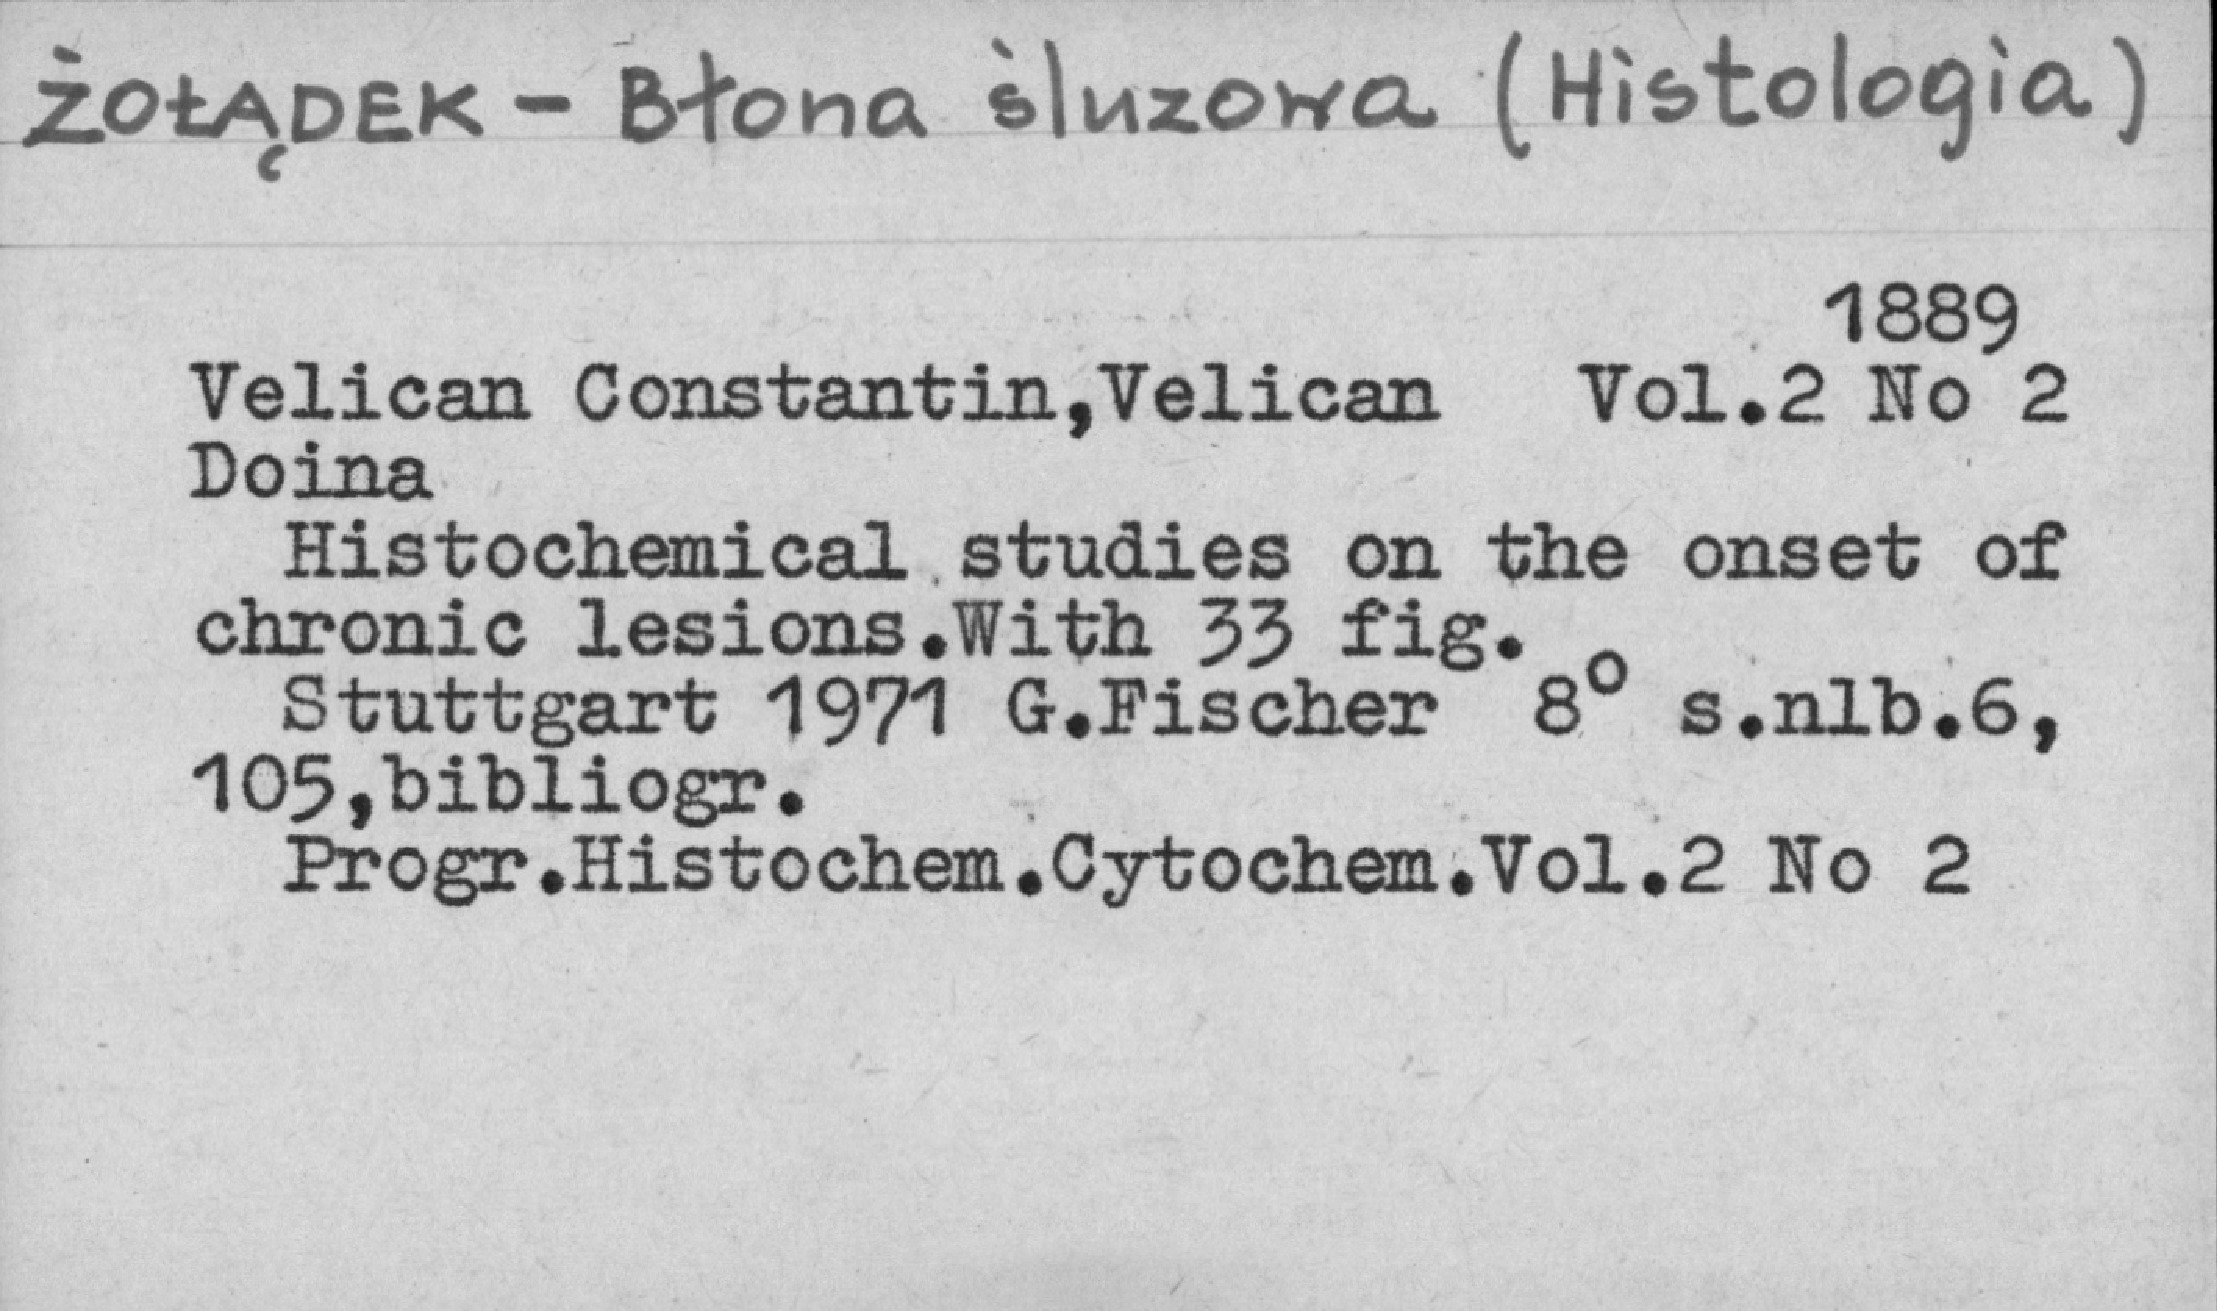 ŻOŁĄDEK - Błona śluzowa (Histologia)
1889
Velican Constantin,Velican Vol.2 No 2
Doina
Histochemical studies on the onset of
chronic lesions.With 33 fig.
Stuttgart 1971 G.Fischer 8° s.nlb.6,
105,bibliogr.
Progr.Histochem.Cytochem.Vol.2 No 2